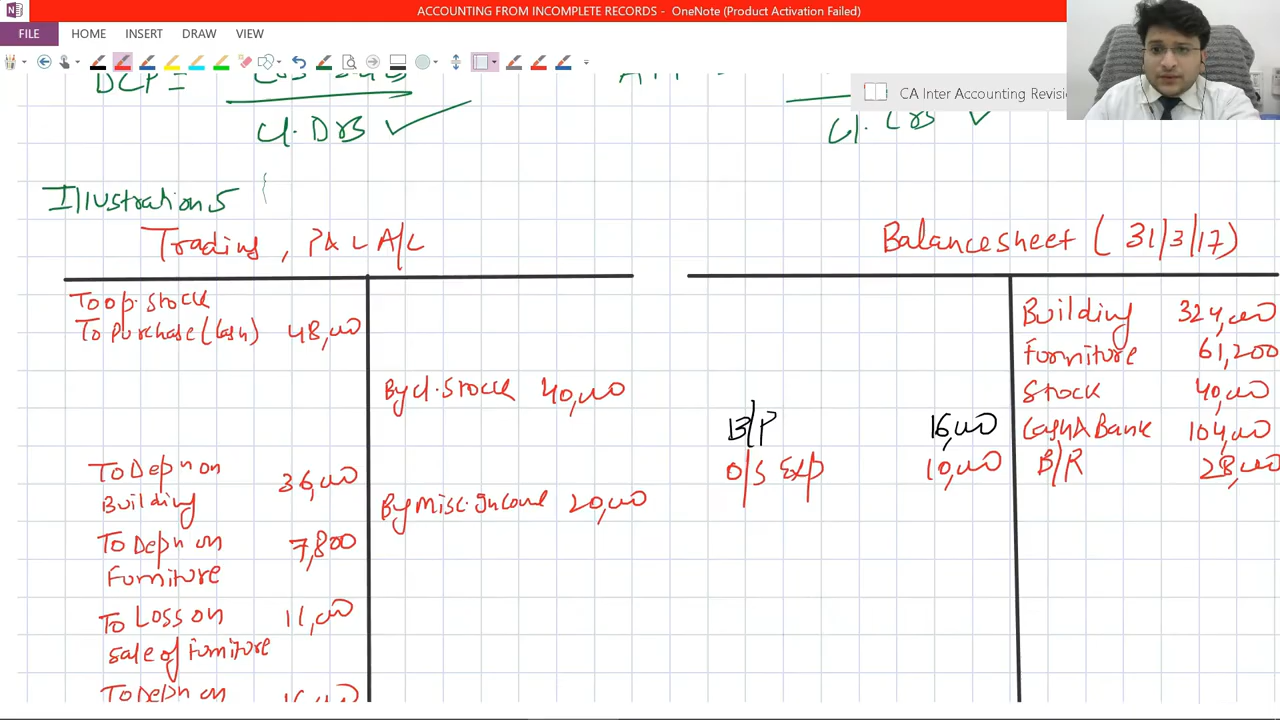 ACCOUNTING FROM INCOMPLETE RECORDS - OneNote (Product Activation Failed)
FILE HOME INSERT DRAW VIEW
CA Inter Accounting Revisi
DCP =
Cl. DRS ✓
Cl. CRS ✓
Illustration 5
Trading, P & L A/C
To op. stock
To Purchase (Cash) 48,000
By cl. Stock 40,000
To Depn on Building 36,000
By misc. Income 20,000
To Depn on Furniture 7,800
To Loss on sale of furniture 11,000
To Depn on
Balance sheet (31/3/17)
B/P 16,000
O/S Exp 10,000
Building 324,000
Furniture 61,200
Stock 40,000
Cash & Bank 104,000
B/R 28,000